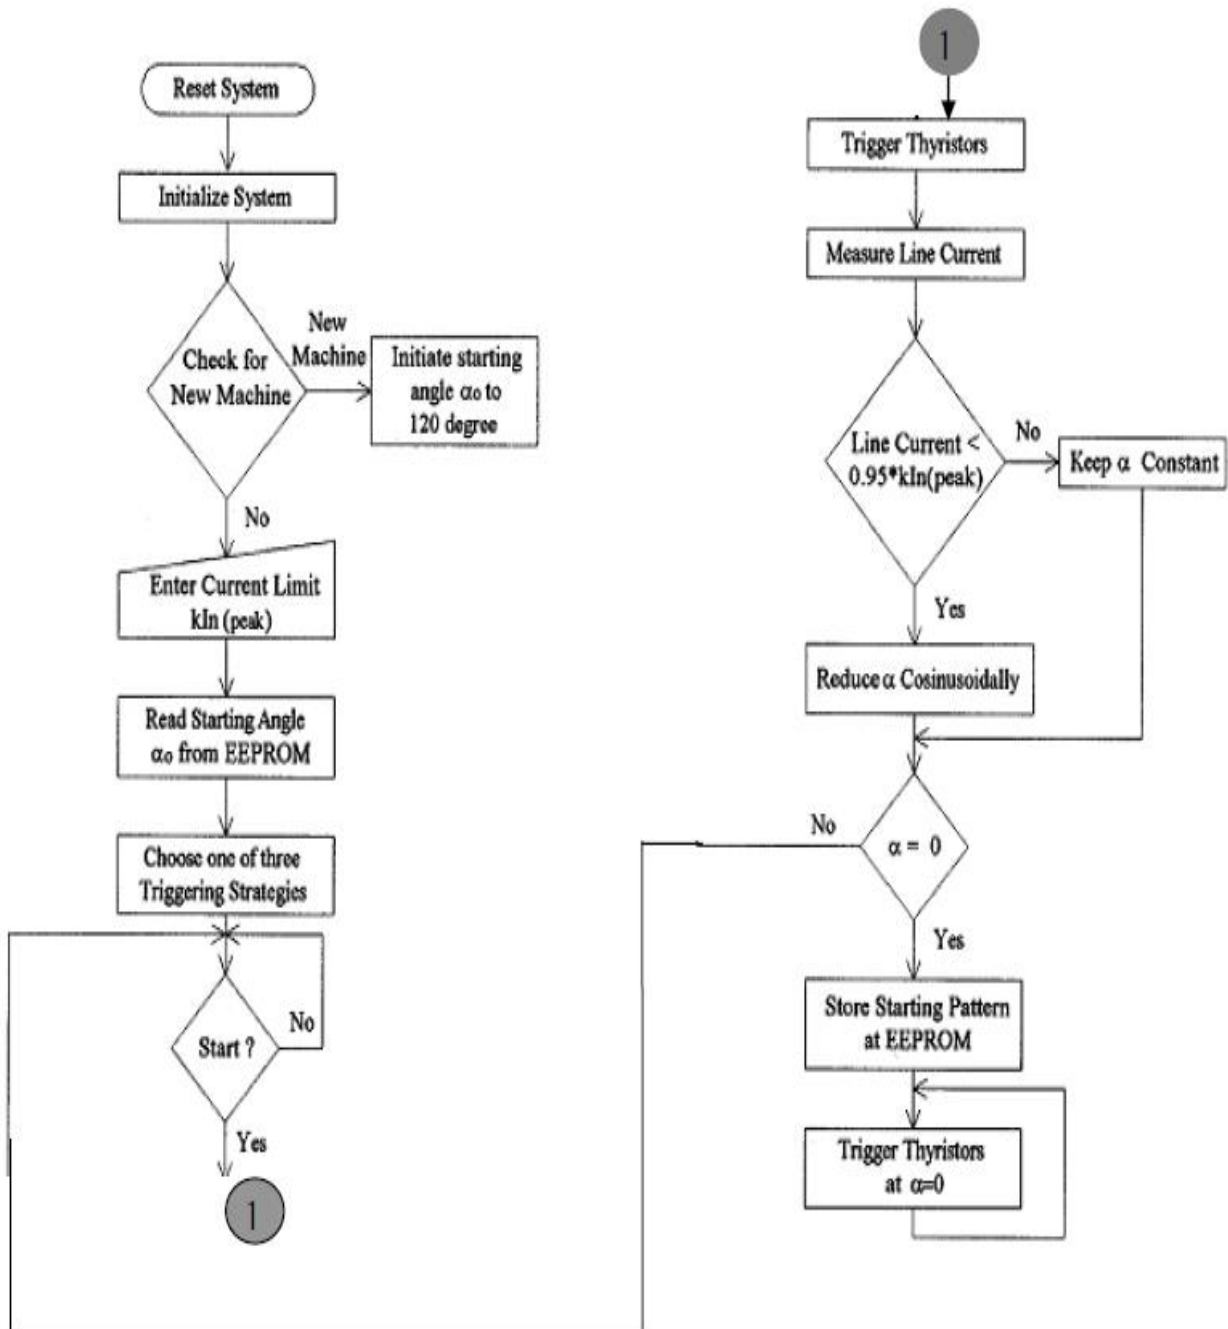 Reset System
Initialize System
Check for
New Machine
New
Machine
Initiate starting
angle α₀ to
120 degree
No
Enter Current Limit
kIn (peak)
Read Starting Angle
α₀ from EEPROM
Choose one of three
Triggering Strategies
Start ?
No
Yes
1
1
Trigger Thyristors
Measure Line Current
Line Current <
0.95*kIn(peak)
No
Keep α Constant
Yes
Reduce α Cosinusoidally
No
α = 0
Yes
Store Starting Pattern
at EEPROM
Trigger Thyristors
at α=0